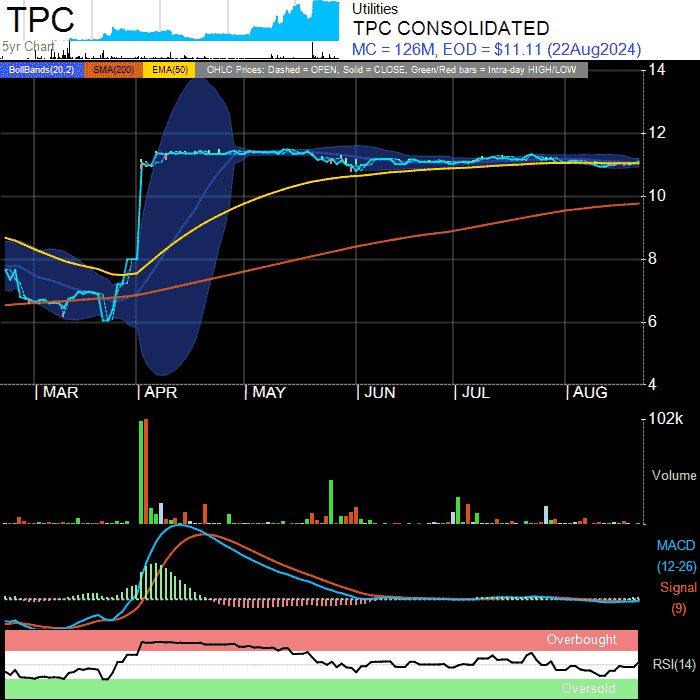 TPC
5yr Chart
Utilities
TPC CONSOLIDATED
MC = 126M, EOD = $11.11 (22Aug2024)
BollBands(20,2) SMA(200) EMA(50) OHLC Prices: Dashed = OPEN, Solid = CLOSE, Green/Red bars = Intra-day HIGH/LOW
14
12
10
8
6
4
| MAR | APR | MAY | JUN | JUL | AUG
102k
Volume
MACD
(12-26)
Signal
(9)
Overbought
RSI(14)
Oversold